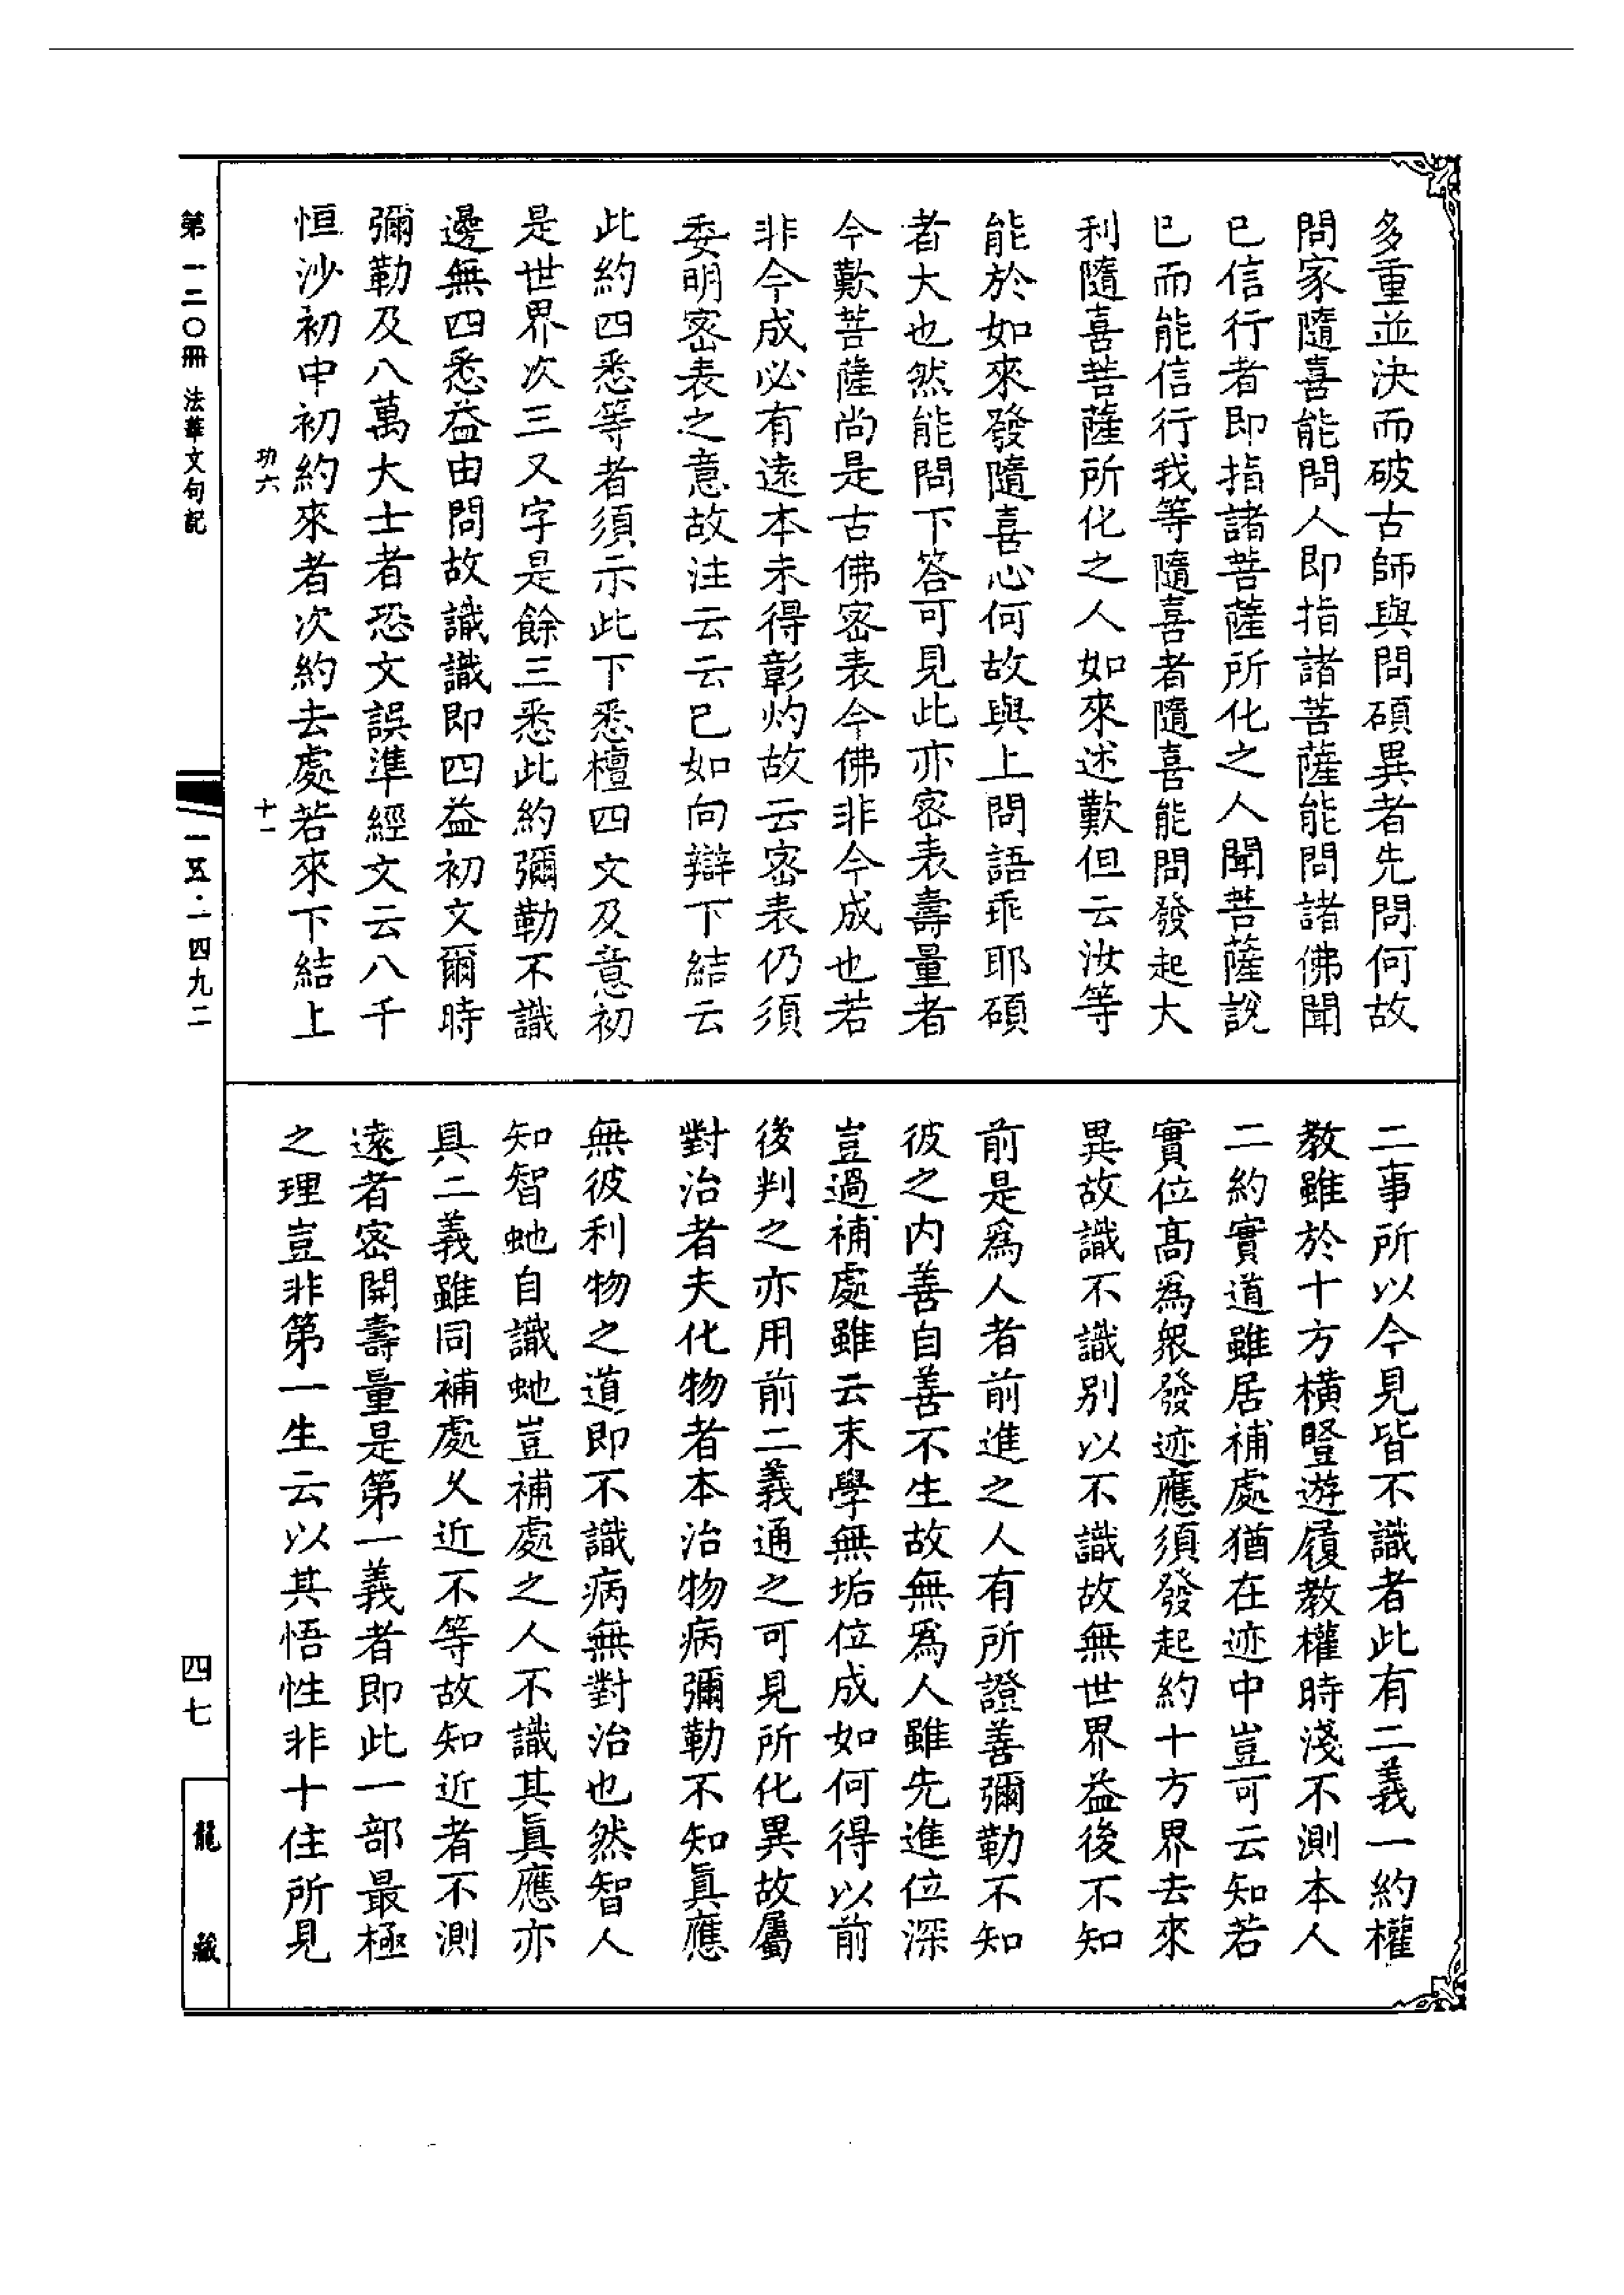 多重並決而破古師與問碩異者先問何故
問家隨喜能問人即指諸菩薩能問諸佛聞
已信行者即指諸菩薩所化之人聞菩薩說
已而能信行我等隨喜者隨喜能問發起大
利隨喜菩薩所化之人如來述歎但云汝等
能於如來發隨喜心何故與上問語乖耶碩
者大也然能問下答可見此亦密表壽量者
今歎菩薩尚是古佛密表今佛非今成也若
非今成必有遠本未得彰灼故云密表仍須
委明密表之意故注云云已如向辯下結云
此約四悉等者須示此下悉檀四文及意初
是世界次三又字是餘三悉此約彌勒不識
邊無四悉益由問故識識即四益初文爾時
彌勒及八萬大士者恐文誤準經文云八千
恒沙初中初約來者次約去處若來下結上
功六
十一
二事所以今見皆不識者此有二義一約權
教雖於十方橫豎遊履教權時淺不測本人
二約實道雖居補處猶在迹中豈可云知若
實位高為眾發迹應須發起約十方界去來
異故識不識別以不識故無世界益後不知
前是為人者前進之人有所證善彌勒不知
彼之內善自善不生故無為人雖先進位深
豈過補處雖云末學無垢位成如何得以前
後判之亦用前二義通之可見所化異故屬
對治者夫化物者本治物病彌勒不知真應
無彼利物之道即不識病無對治也然智人
知智虵自識虵豈補處之人不識其真應亦
具二義雖同補處久近不等故知近者不測
遠者密開壽量是第一義者即此一部最極
之理豈非第一生云以其悟性非十住所見
第一二〇冊 法華文句記
一五·一四九二
四七
龍藏